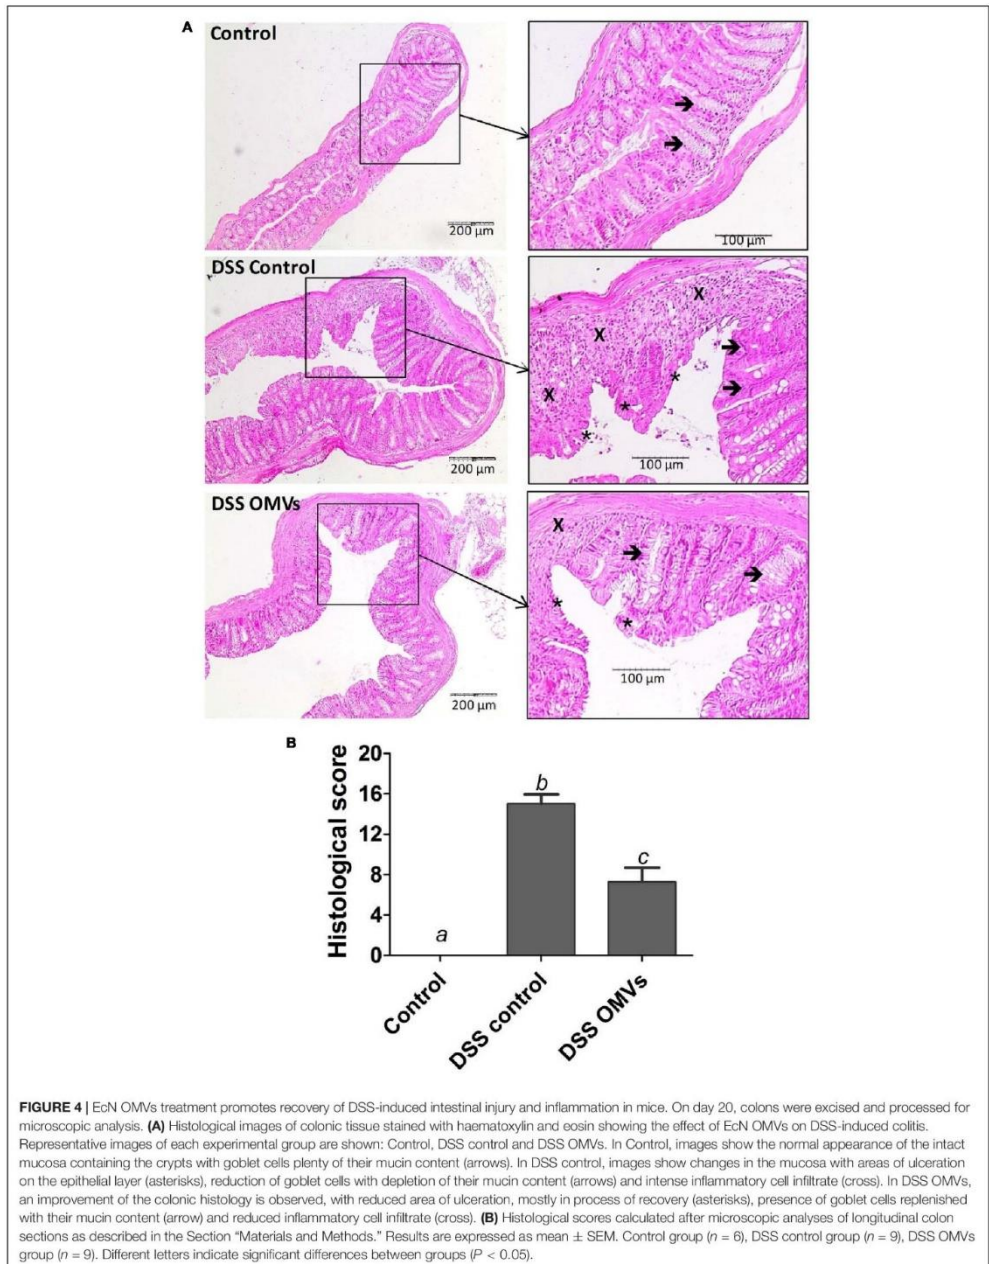 A
Control
200 µm
100 µm
DSS Control
X
X
X
*
*
*
200 µm
100 µm
DSS OMVs
X
*
*
200 µm
100 µm
B
Histological score
20
16
12
8
4
0
a
b
c
Control
DSS control
DSS OMVs
FIGURE 4 | EcN OMVs treatment promotes recovery of DSS-induced intestinal injury and inflammation in mice. On day 20, colons were excised and processed for
microscopic analysis. (A) Histological images of colonic tissue stained with haematoxylin and eosin showing the effect of EcN OMVs on DSS-induced colitis.
Representative images of each experimental group are shown: Control, DSS control and DSS OMVs. In Control, images show the normal appearance of the intact
mucosa containing the crypts with goblet cells plenty of their mucin content (arrows). In DSS control, images show changes in the mucosa with areas of ulceration
on the epithelial layer (asterisks), reduction of goblet cells with depletion of their mucin content (arrows) and intense inflammatory cell infiltrate (cross). In DSS OMVs,
an improvement of the colonic histology is observed, with reduced area of ulceration, mostly in process of recovery (asterisks), presence of goblet cells replenished
with their mucin content (arrow) and reduced inflammatory cell infiltrate (cross). (B) Histological scores calculated after microscopic analyses of longitudinal colon
sections as described in the Section “Materials and Methods.” Results are expressed as mean ± SEM. Control group (n = 6), DSS control group (n = 9), DSS OMVs
group (n = 9). Different letters indicate significant differences between groups (P < 0.05).